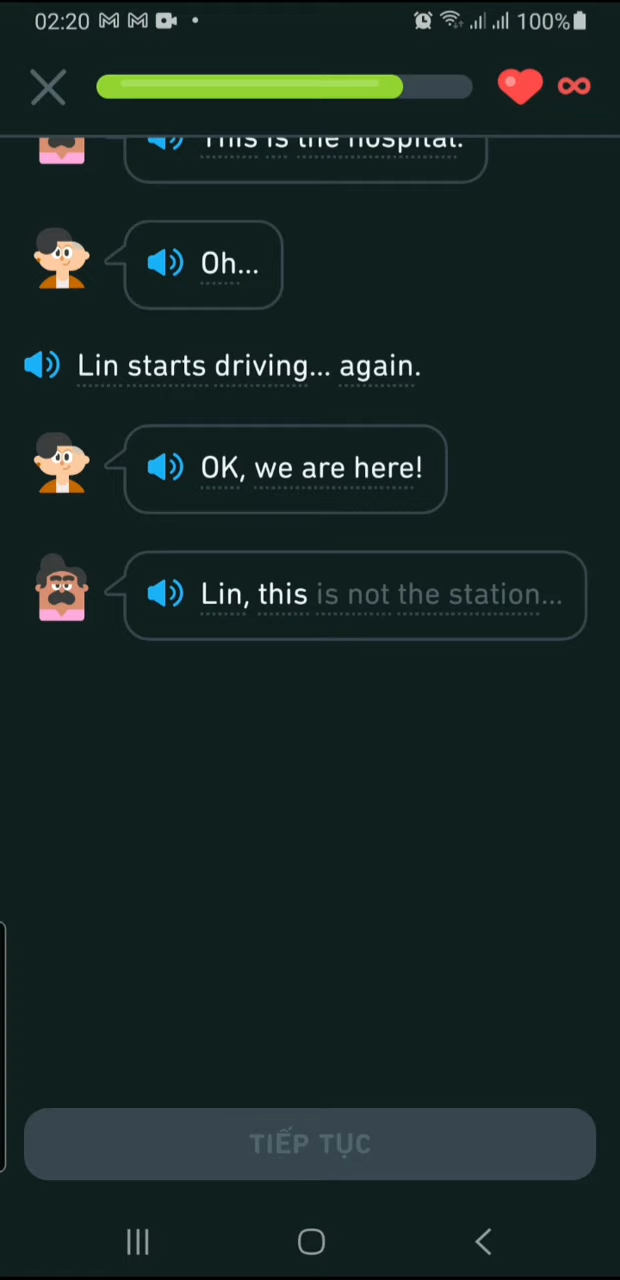 02:20 100%
This is the hospital.
Oh...
Lin starts driving... again.
OK, we are here!
Lin, this is not the station...
TIẾP TỤC